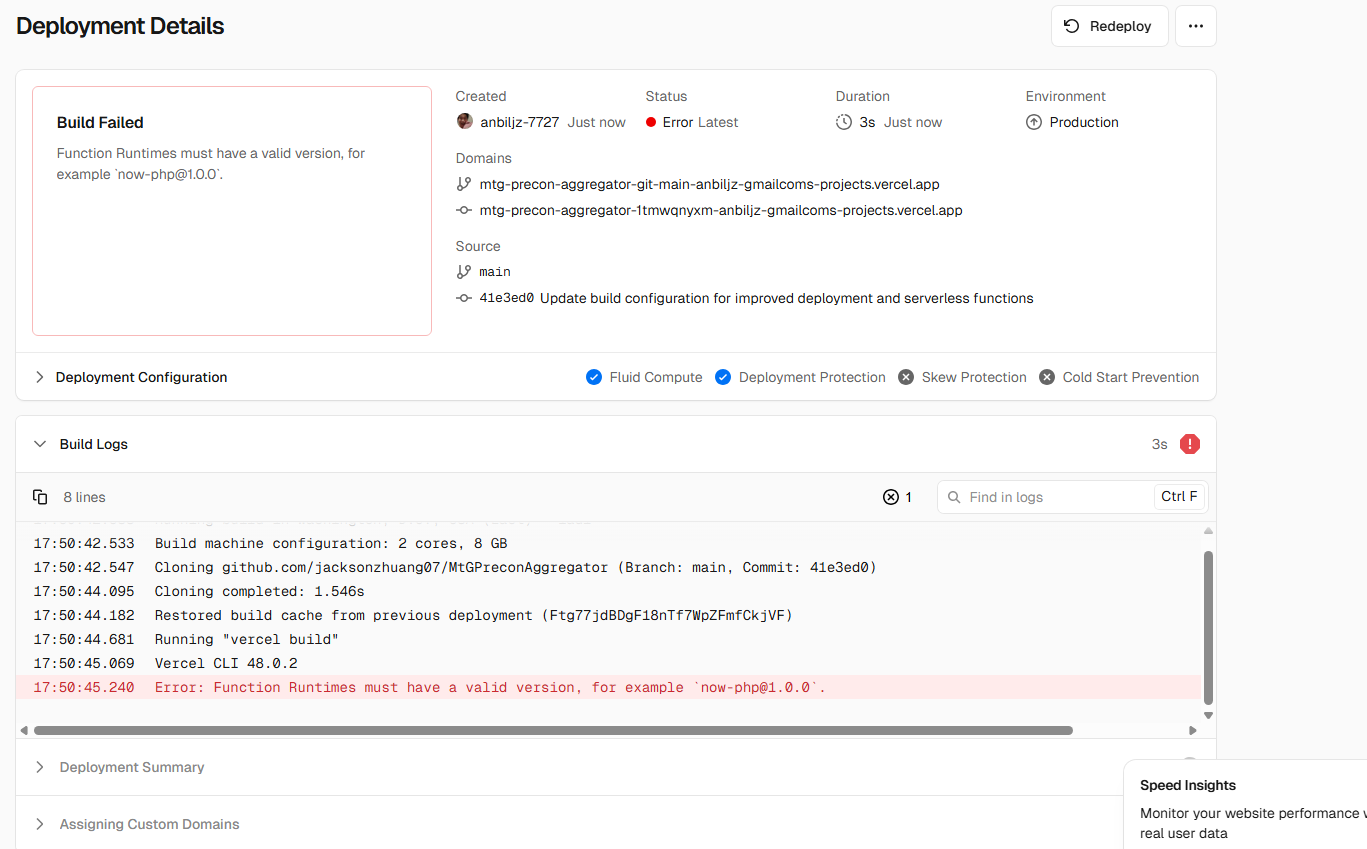 Deployment Details
Redeploy
Build Failed
Function Runtimes must have a valid version, for
example `now-php@1.0.0`.
Created
anbiljz-7727 Just now
Status
Error Latest
Duration
3s Just now
Environment
Production
Domains
mtg-precon-aggregator-git-main-anbiljz-gmailcoms-projects.vercel.app
mtg-precon-aggregator-1tmwqnyxm-anbiljz-gmailcoms-projects.vercel.app
Source
main
41e3ed0 Update build configuration for improved deployment and serverless functions
Deployment Configuration
Fluid Compute
Deployment Protection
Skew Protection
Cold Start Prevention
Build Logs
3s
8 lines
1
Find in logs
Ctrl F
17:50:42.533 Build machine configuration: 2 cores, 8 GB
17:50:42.547 Cloning github.com/jacksonzhuang07/MtGPreconAggregator (Branch: main, Commit: 41e3ed0)
17:50:44.095 Cloning completed: 1.546s
17:50:44.182 Restored build cache from previous deployment (Ftg77jdBDgF18nTf7WpZFmfCkjVF)
17:50:44.681 Running "vercel build"
17:50:45.069 Vercel CLI 48.0.2
17:50:45.240 Error: Function Runtimes must have a valid version, for example `now-php@1.0.0`.
Deployment Summary
Assigning Custom Domains
Speed Insights
Monitor your website performance
real user data